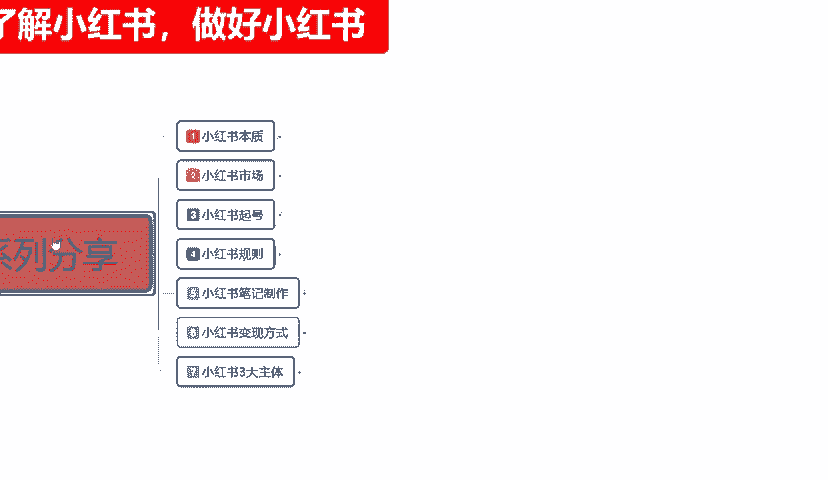 了解小红书，做好小红书
系列分享
1 小红书本质
2 小红书市场
3 小红书起号
4 小红书规则
5 小红书笔记制作
6 小红书变现方式
7 小红书3大主体